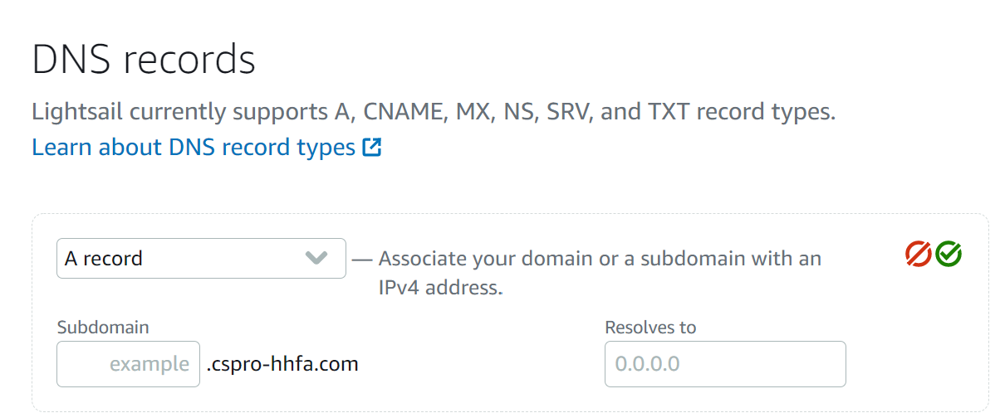 DNS records
Lightsail currently supports A, CNAME, MX, NS, SRV, and TXT record types.
Learn about DNS record types
A record
— Associate your domain or a subdomain with an
IPv4 address.
Subdomain
Resolves to
example .cspro-hhfa.com
0.0.0.0